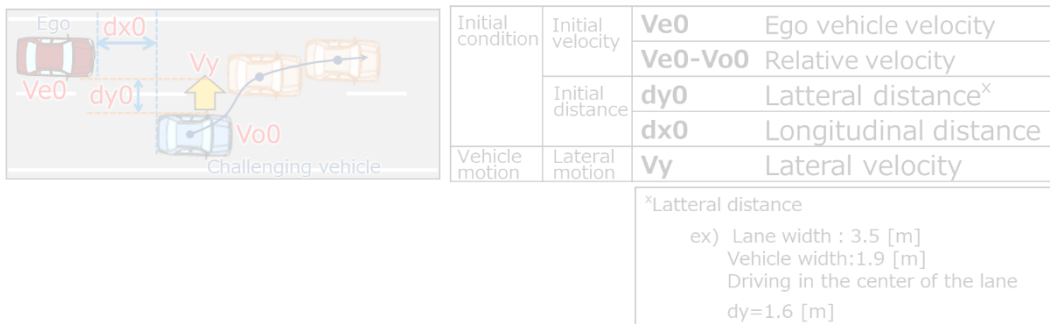 Ego
dx0
Vy
Ve0
dy0
Vo0
Challenging vehicle
Initial
condition
Initial
velocity
Ve0 Ego vehicle velocity
Ve0-Vo0 Relative velocity
Initial
distance
dy0 Latteral distancex
dx0 Longitudinal distance
Vehicle
motion
Lateral
motion
Vy Lateral velocity
xLatteral distance
ex) Lane width : 3.5 [m]
Vehicle width:1.9 [m]
Driving in the center of the lane
dy=1.6 [m]